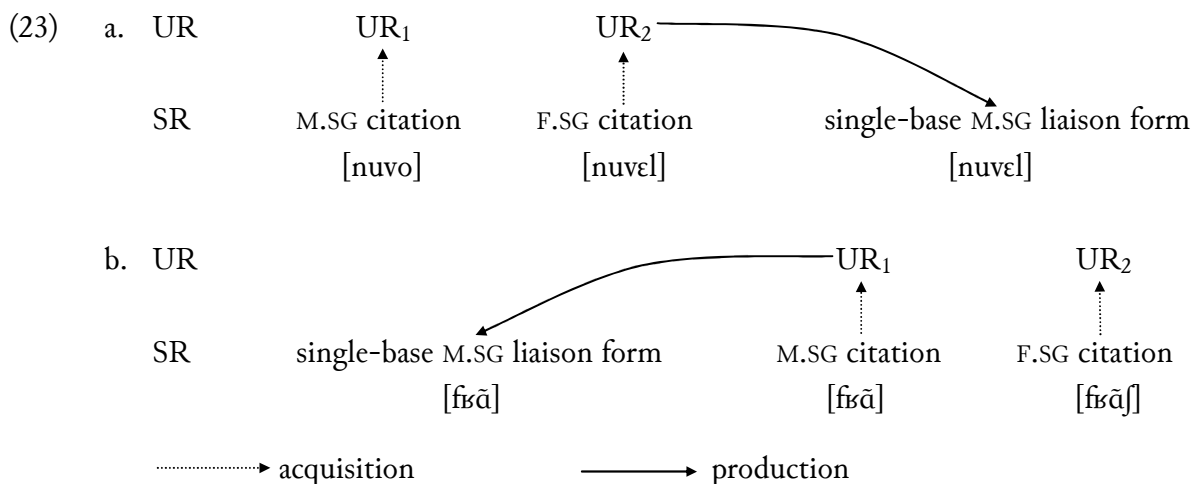 (23) a. UR UR₁ UR₂
SR M.SG citation F.SG citation single-base M.SG liaison form
[nuvo] [nuvɛl] [nuvɛl]
b. UR UR₁ UR₂
SR single-base M.SG liaison form M.SG citation F.SG citation
[fʁɑ̃] [fʁɑ̃] [fʁɑ̃ʃ]
acquisition production